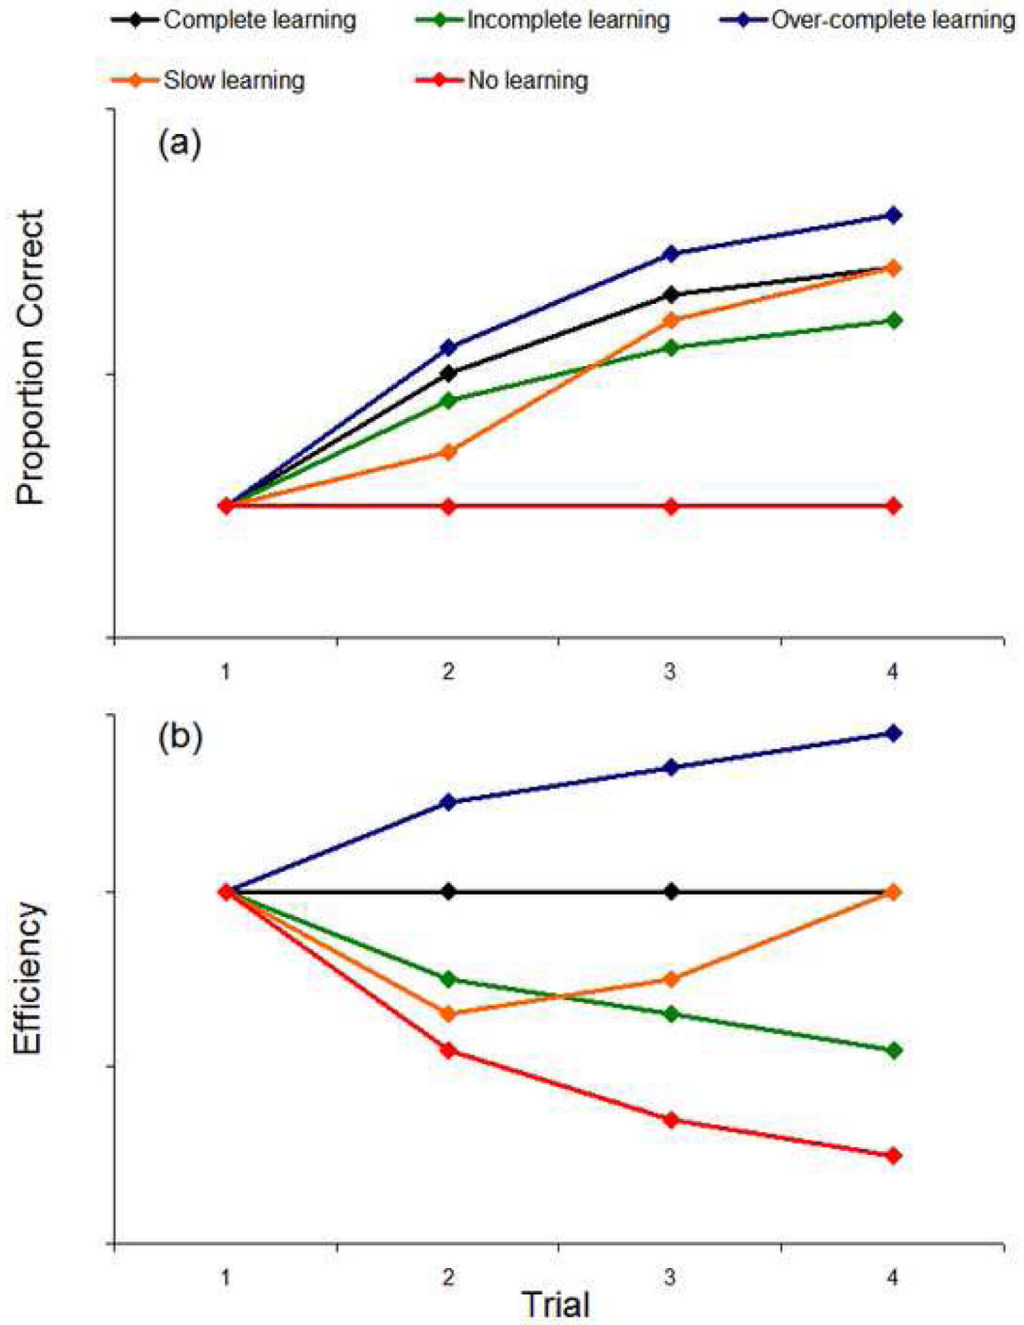 Complete learning Incomplete learning Over-complete learning
Slow learning No learning
(a)
Proportion Correct
1 2 3 4
(b)
Efficiency
1 2 3 4
Trial